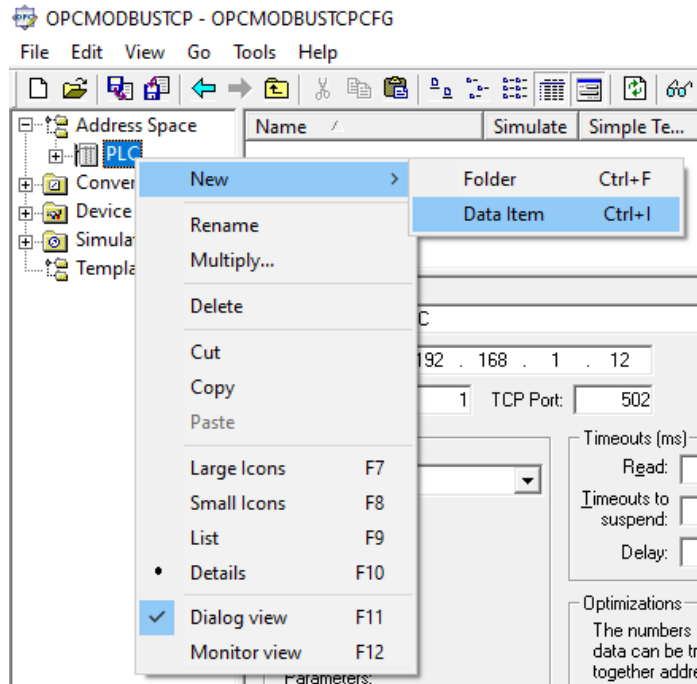 OPCMODBUSTCP - OPCMODBUSTCPCFG
File Edit View Go Tools Help
Address Space
Name Simulate Simple Te...
PLC
New
Folder Ctrl+F
Data Item Ctrl+I
Rename
Multiply...
Delete
192 . 168 . 1 . 12
Cut
Copy
1 TCP Port: 502
Paste
Timeouts (ms)
Large Icons F7
Read:
Small Icons F8
Timeouts to
suspend:
List F9
Delay:
Details F10
Optimizations
Dialog view F11
The numbers
Monitor view F12
data can be
together
Parameters:
Device